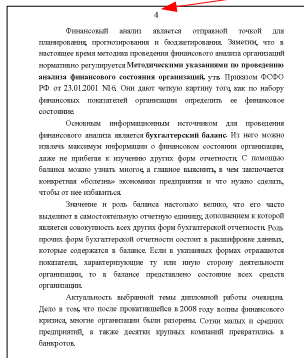 4
Финансовый анализ является отправной точкой для
планирования, прогнозирования и бюджетирования. Заметим, что в
настоящее время методика проведения финансового анализа организаций
нормативно регулируется Методическими указаниями по проведению
анализа финансового состояния организаций, утв. Приказом ФСФО
РФ от 23.01.2001 №16. Они дают четкую картину того, как по набору
финансовых показателей организации определить ее финансовое
состояние.
Основным информационным источником для проведения
финансового анализа является бухгалтерский баланс. Из него можно
извлечь максимум информации о финансовом состоянии организации,
даже не прибегая к изучению других форм отчетности. С помощью
баланса можно узнать многое, а главное выяснить, в чем заключается
конкретная «болезнь» экономики предприятия и что нужно сделать,
чтобы от нее избавиться.
Значение и роль баланса настолько велико, что его часто
выделяют в самостоятельную отчетную единицу, дополнением к которой
является совокупность всех других форм бухгалтерской отчетности. Роль
прочих форм бухгалтерской отчетности состоит в расшифровке данных,
которые содержатся в балансе. Если в указанных формах отражаются
показатели, характеризующие ту или иную сторону деятельности
организации, то в балансе представлено состояние всех средств
организации.
Актуальность выбранной темы дипломной работы очевидна.
Дело в том, что после прокатившейся в 2008 году волны финансового
кризиса, многие организации были разорены. Сотни малых и средних
предприятий, а также десятки крупных компаний превратились в
банкротов.